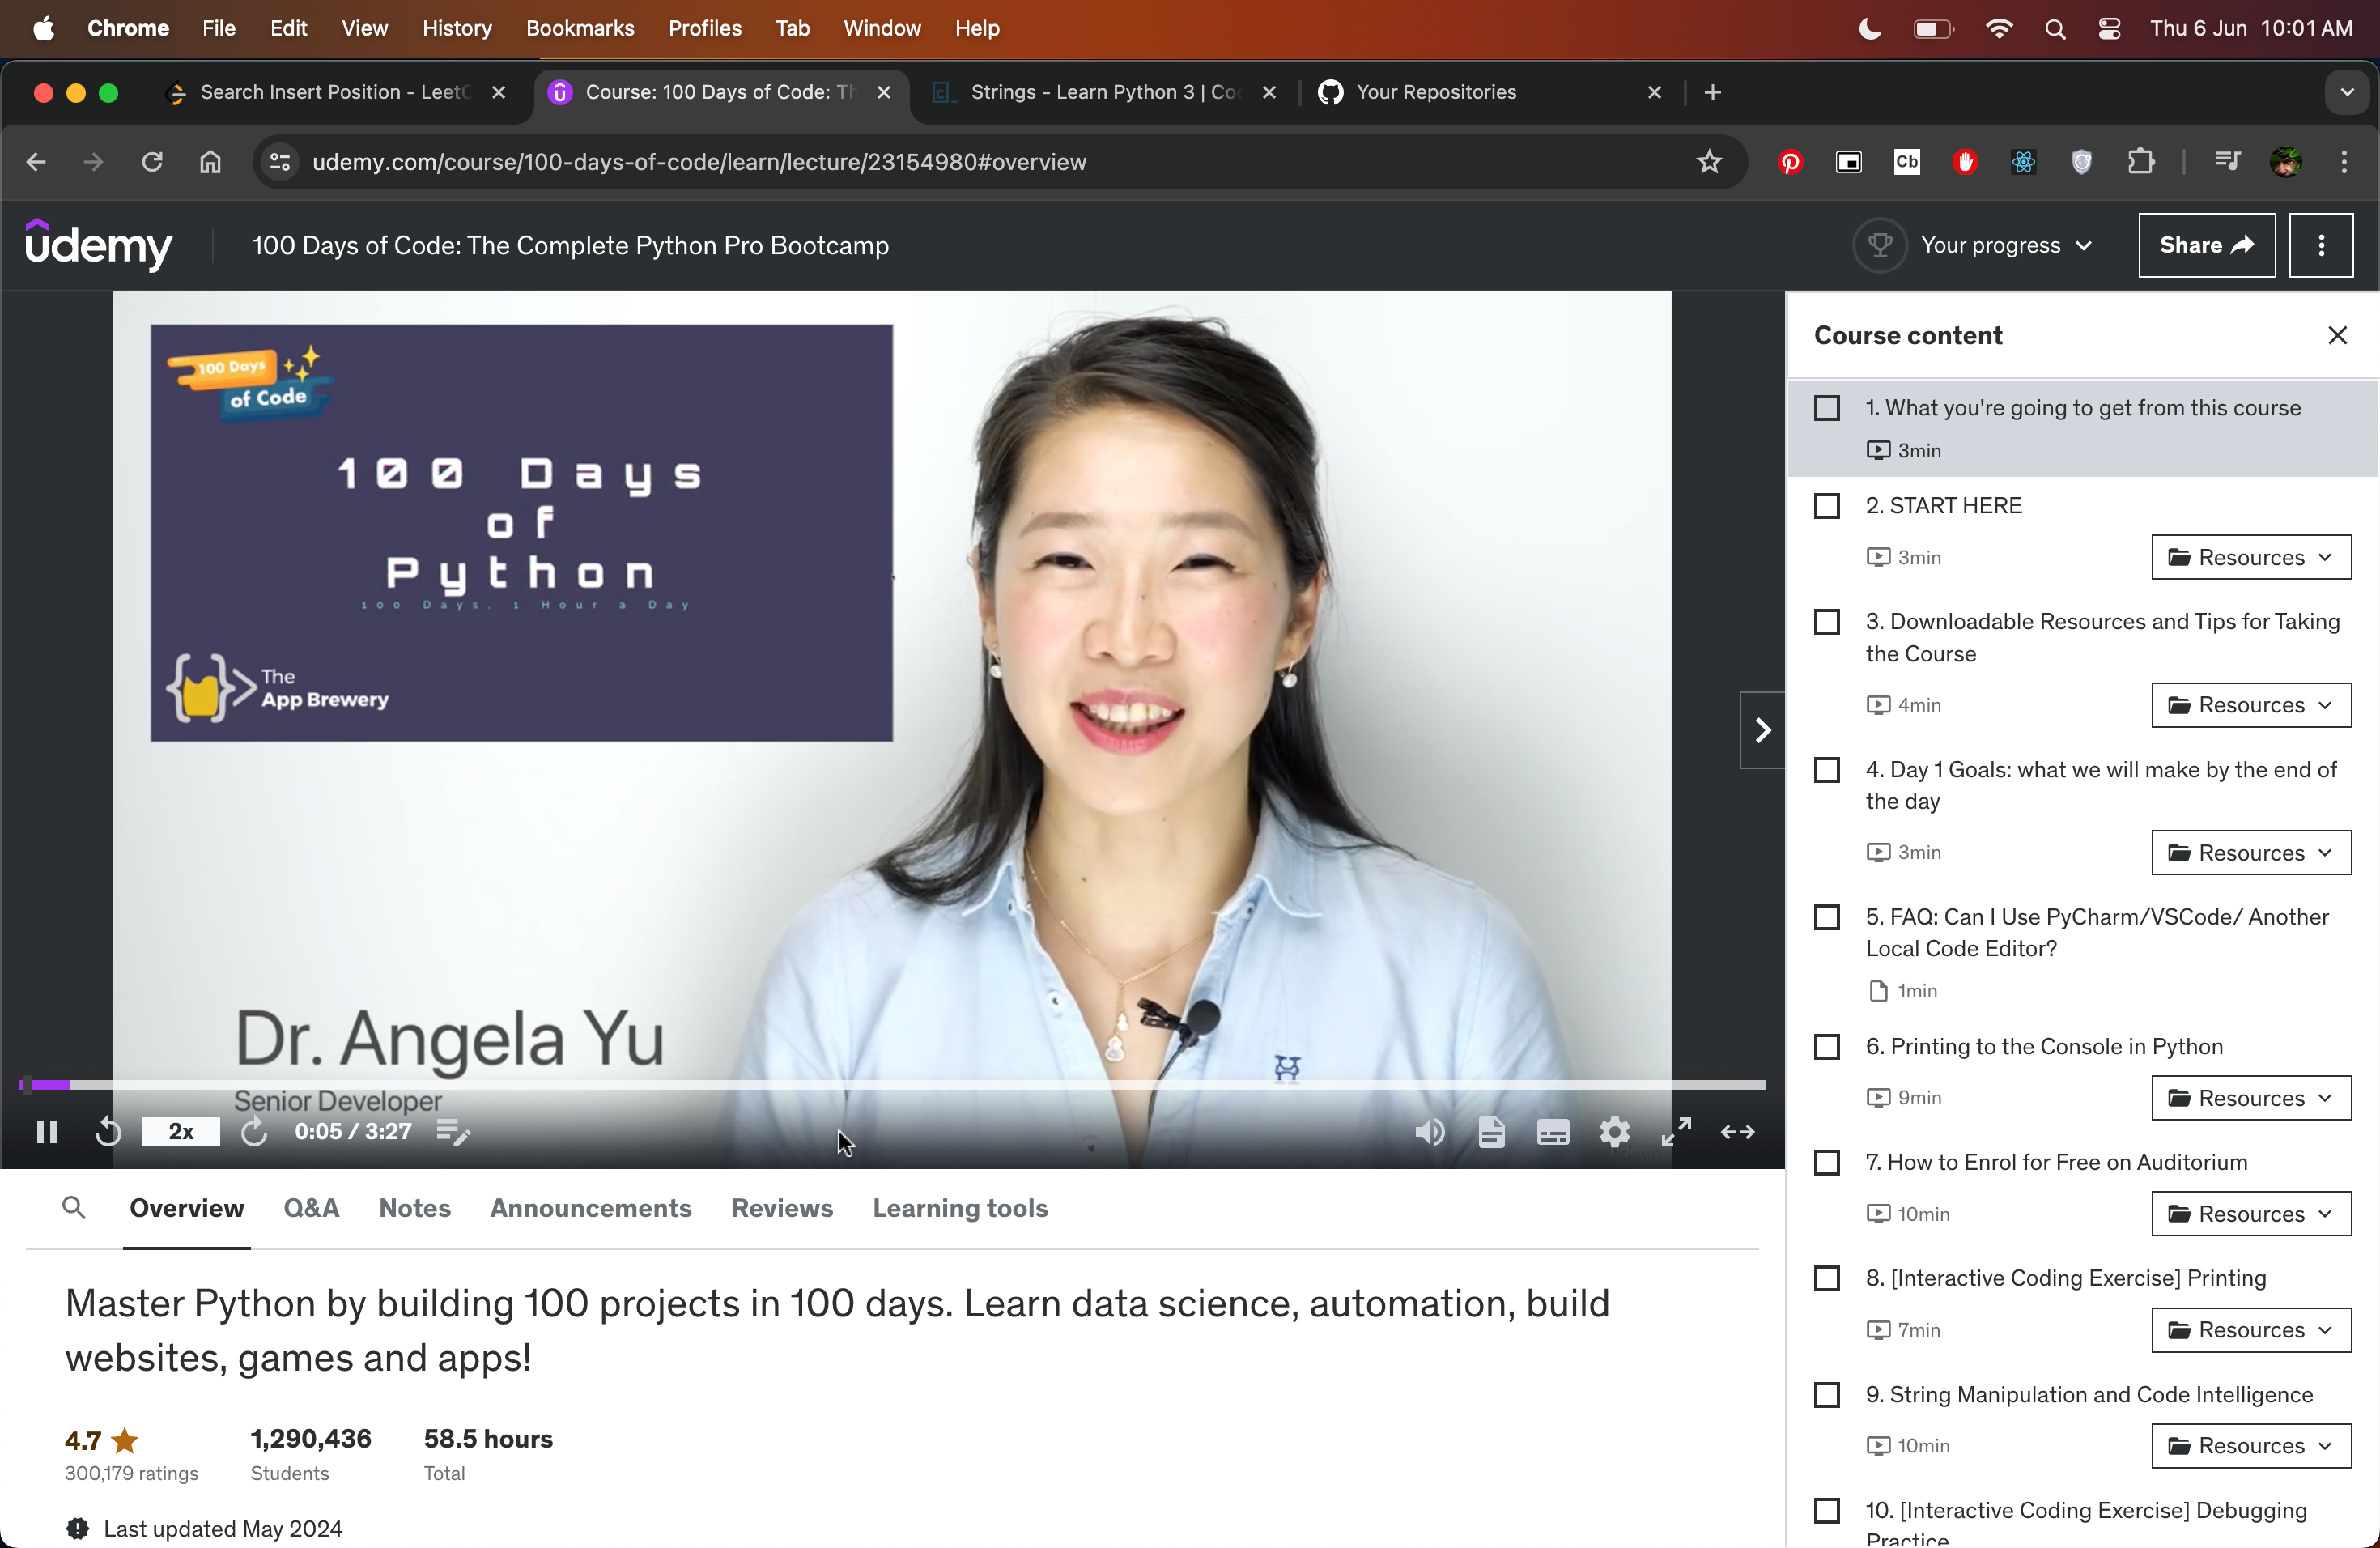 Chrome File Edit View History Bookmarks Profiles Tab Window Help Thu 6 Jun 10:01 AM
Search Insert Position - LeetC Course: 100 Days of Code: Th Strings - Learn Python 3 | Co Your Repositories
udemy.com/course/100-days-of-code/learn/lecture/23154980#overview
Cb
udemy 100 Days of Code: The Complete Python Pro Bootcamp Your progress Share
100 Days
of Code
100 Days
of
Python
100 Days. 1 Hour a Day
The
App Brewery
Dr. Angela Yu
Senior Developer
2x 0:05 / 3:27
udemy
Course content
1. What you're going to get from this course
3min
2. START HERE
3min Resources
3. Downloadable Resources and Tips for Taking
the Course
4min Resources
4. Day 1 Goals: what we will make by the end of
the day
3min Resources
5. FAQ: Can I Use PyCharm/VSCode/ Another
Local Code Editor?
1min
6. Printing to the Console in Python
9min Resources
7. How to Enrol for Free on Auditorium
10min Resources
8. [Interactive Coding Exercise] Printing
7min Resources
9. String Manipulation and Code Intelligence
10min Resources
10. [Interactive Coding Exercise] Debugging
Practice
Overview Q&A Notes Announcements Reviews Learning tools
Master Python by building 100 projects in 100 days. Learn data science, automation, build
websites, games and apps!
4.7 1,290,436 58.5 hours
300,179 ratings Students Total
Last updated May 2024